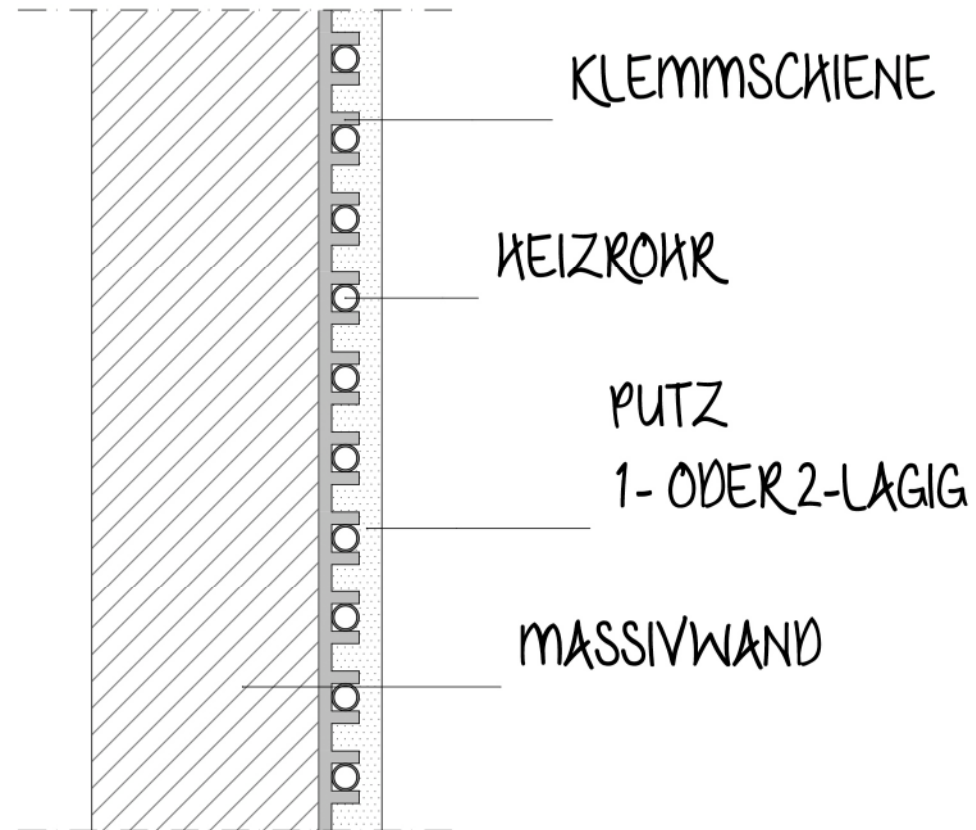 KLEMMSCHIENE
HEIZROHR
PUTZ
1- ODER 2-LAGIG
MASSIVWAND